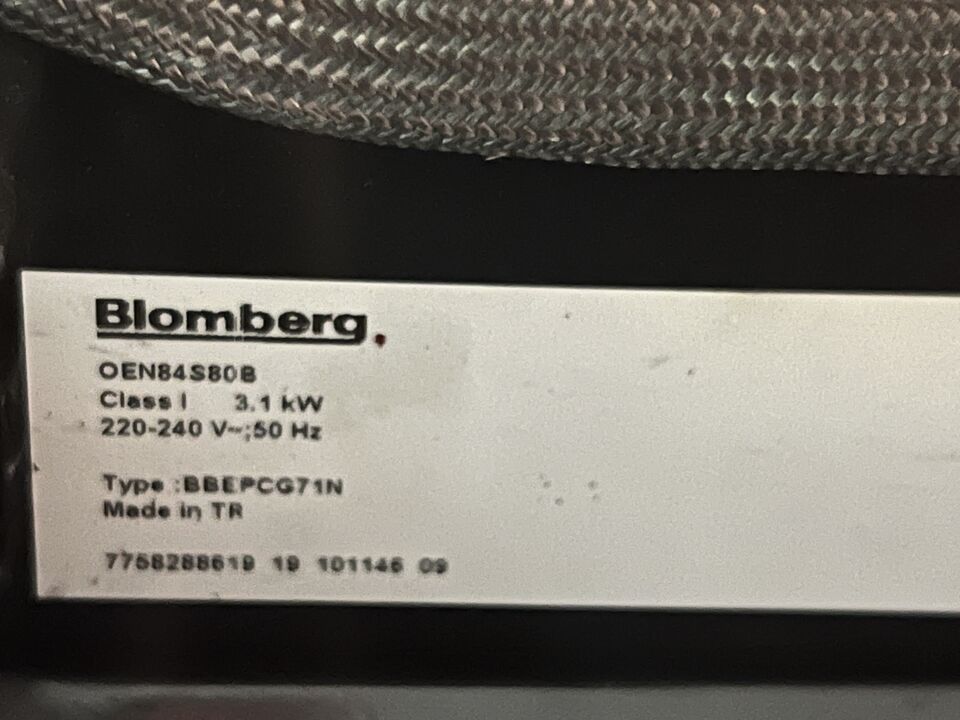 Blomberg
OEN84S80B
Class I 3.1 kW
220-240 V~;50 Hz
Type :BBEPCG71N
Made in TR
7758288619 19 101146 09